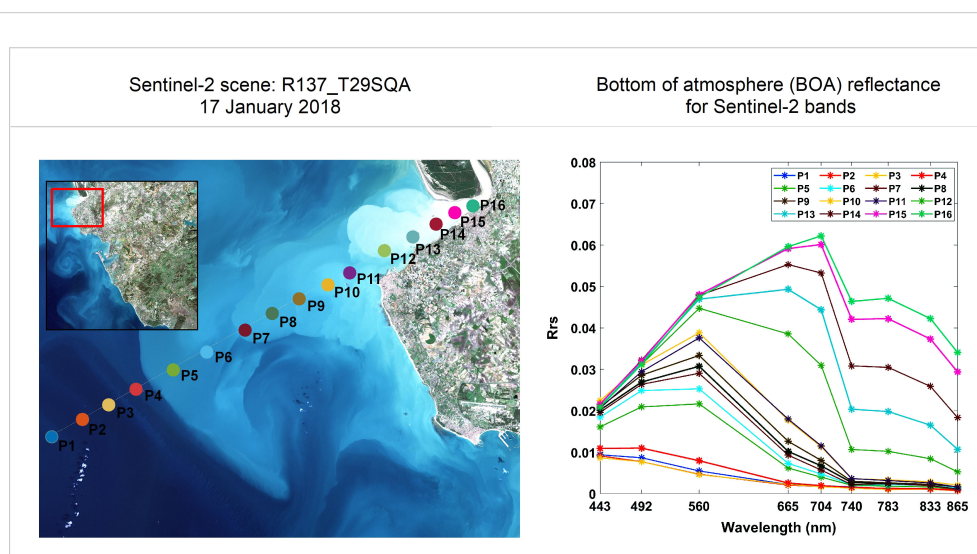 Sentinel-2 scene: R137_T29SQA
17 January 2018
P1
P2
P3
P4
P5
P6
P7
P8
P9
P10
P11
P12
P13
P14
P15
P16
Bottom of atmosphere (BOA) reflectance
for Sentinel-2 bands
0.08
0.07
0.06
0.05
0.04
0.03
0.02
0.01
0
Rrs
P1 P2 P3 P4
P5 P6 P7 P8
P9 P10 P11 P12
P13 P14 P15 P16
443 492 560 665 704 740 783 833 865
Wavelength (nm)